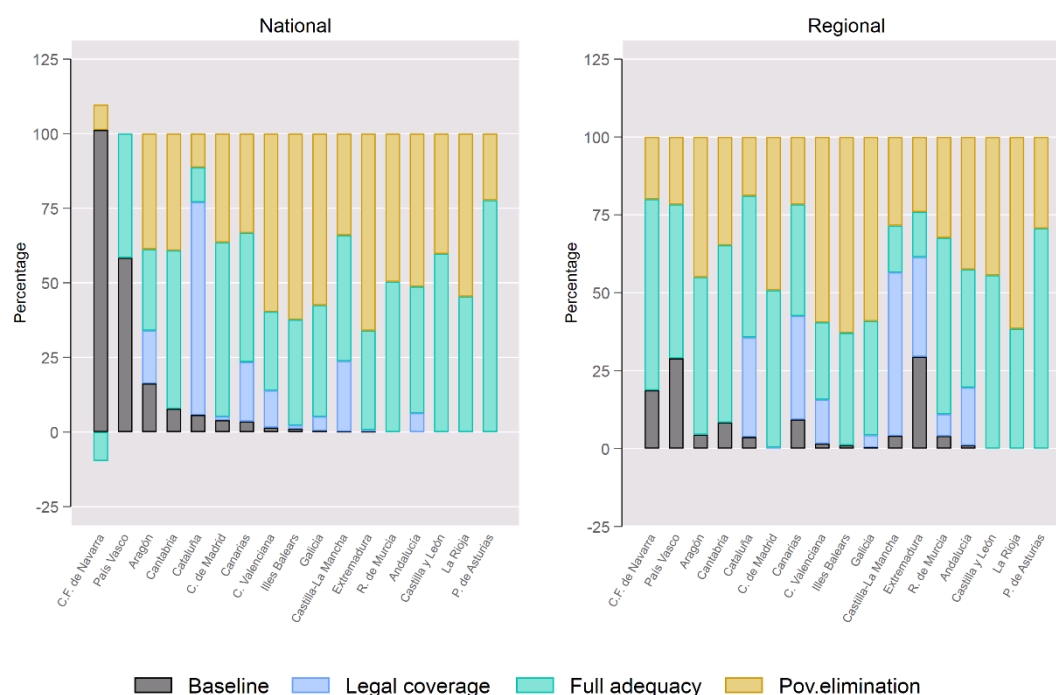 National
Percentage
125
100
75
50
25
0
-25
C.F. de Navarra
País Vasco
Aragón
Cantabria
Cataluña
C. de Madrid
Canarias
C. Valenciana
Illes Balears
Galicia
Castilla-La Mancha
Extremadura
R. de Murcia
Andalucía
Castilla y León
La Rioja
P. de Asturias
Regional
Percentage
125
100
75
50
25
0
-25
C.F. de Navarra
País Vasco
Aragón
Cantabria
Cataluña
C. de Madrid
Canarias
C. Valenciana
Illes Balears
Galicia
Castilla-La Mancha
Extremadura
R. de Murcia
Andalucía
Castilla y León
La Rioja
P. de Asturias
Baseline Legal coverage Full adequacy Pov.elimination